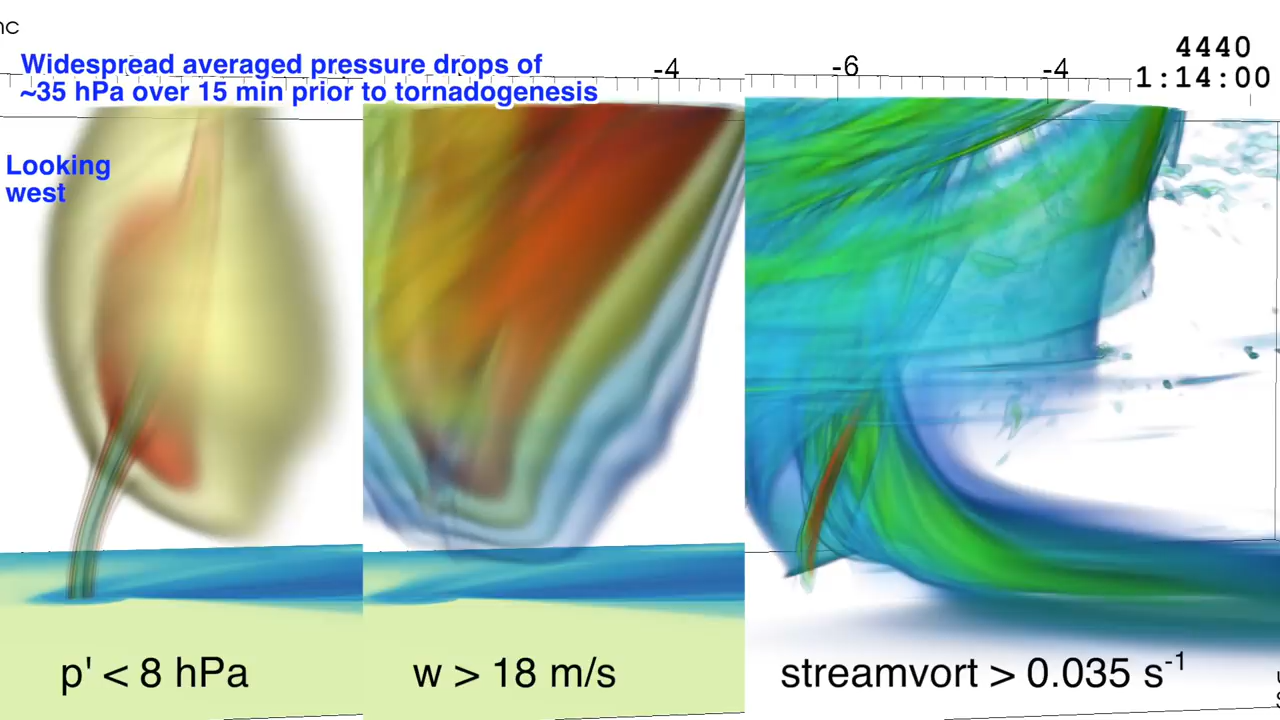 nc
Widespread averaged pressure drops of
~35 hPa over 15 min prior to tornadogenesis
-4
-6
-4
4440
1:14:00
Looking
west
p' < 8 hPa
w > 18 m/s
streamvort > 0.035 s⁻¹